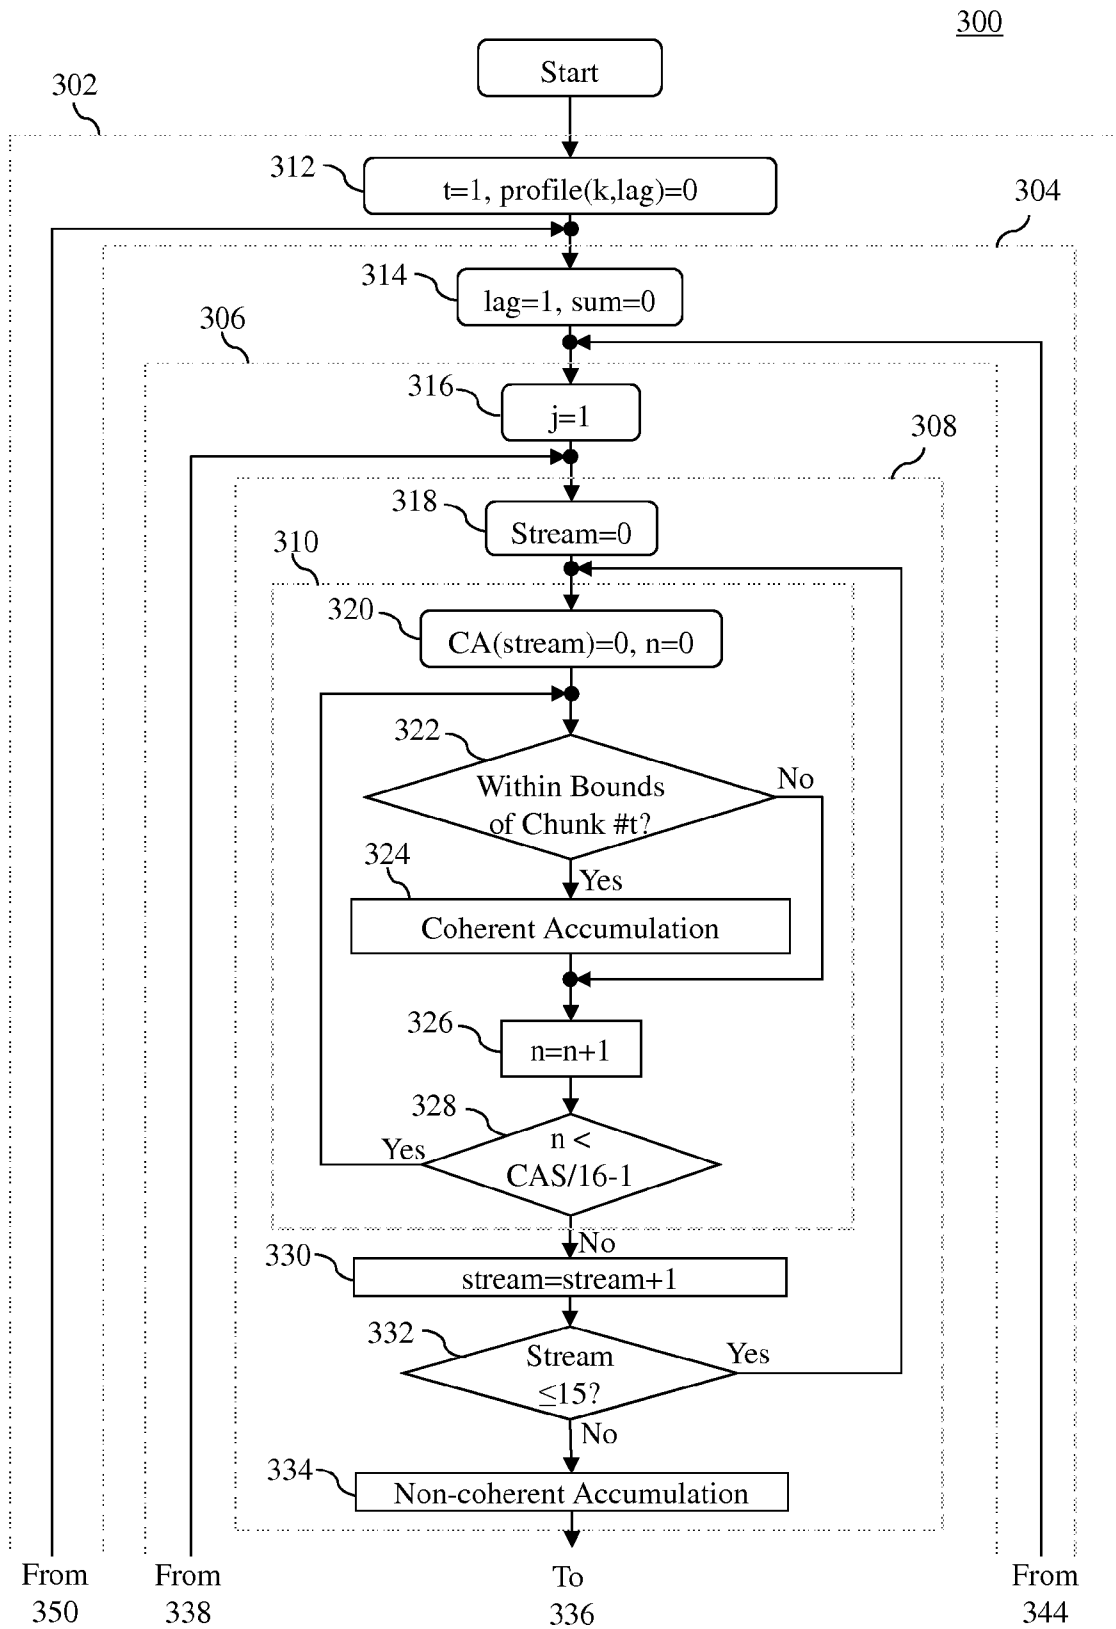 300
Start
302
312
t=1, profile(k,lag)=0
304
314
lag=1, sum=0
306
316
j=1
308
318
Stream=0
310
320
CA(stream)=0, n=0
322
Within Bounds
of Chunk #t?
No
324
Yes
Coherent Accumulation
326
n=n+1
328
n <
CAS/16-1
Yes
No
330
stream=stream+1
332
Stream
≤15?
Yes
No
334
Non-coherent Accumulation
From
350
From
338
To
336
From
344